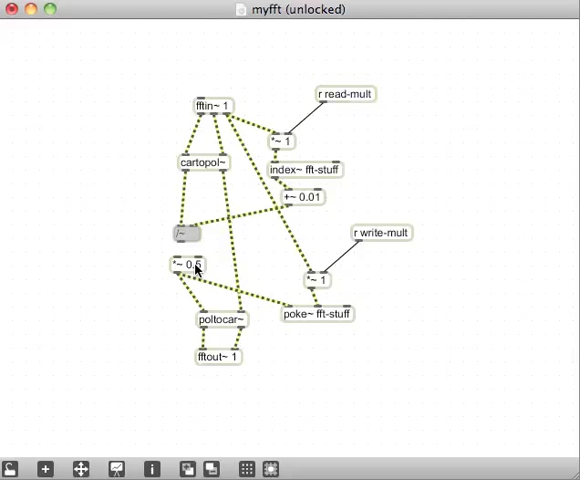 myfft (unlocked)
r read-mult
fftin~ 1
*~ 1
cartopol~
index~ fft-stuff
+~ 0.01
/~
r write-mult
*~ 0.5
*~ 1
poke~ fft-stuff
poltocar~
fftout~ 1